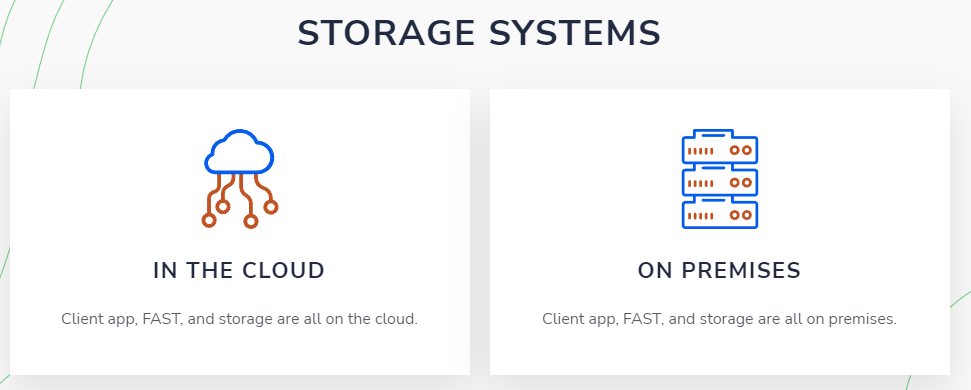 STORAGE SYSTEMS
IN THE CLOUD
Client app, FAST, and storage are all on the cloud.
ON PREMISES
Client app, FAST, and storage are all on premises.